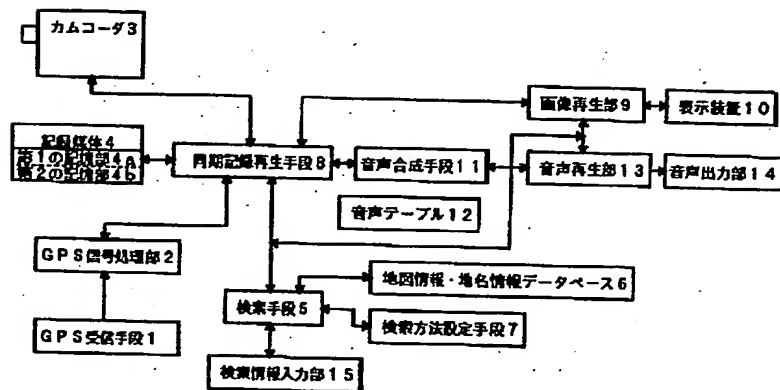 カムコーダ3
画像再生部9
表示装置10
記録媒体4
第1の記憶部4a
第2の記憶部4b
同期記録再生手段8
音声合成手段11
音声再生部13
音声出力部14
音声テーブル12
GPS信号処理部2
地図情報・地名情報データベース6
検索手段5
検索方法設定手段7
GPS受信手段1
検索情報入力部15